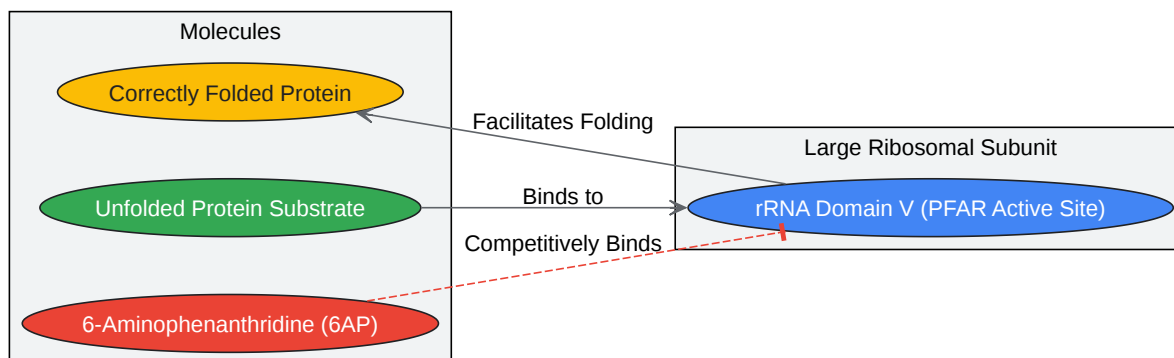 Molecules
Correctly Folded Protein
Facilitates Folding
Large Ribosomal Subunit
Unfolded Protein Substrate
Binds to
rRNA Domain V (PFAR Active Site)
Competitively Binds
6-Aminophenanthridine (6AP)